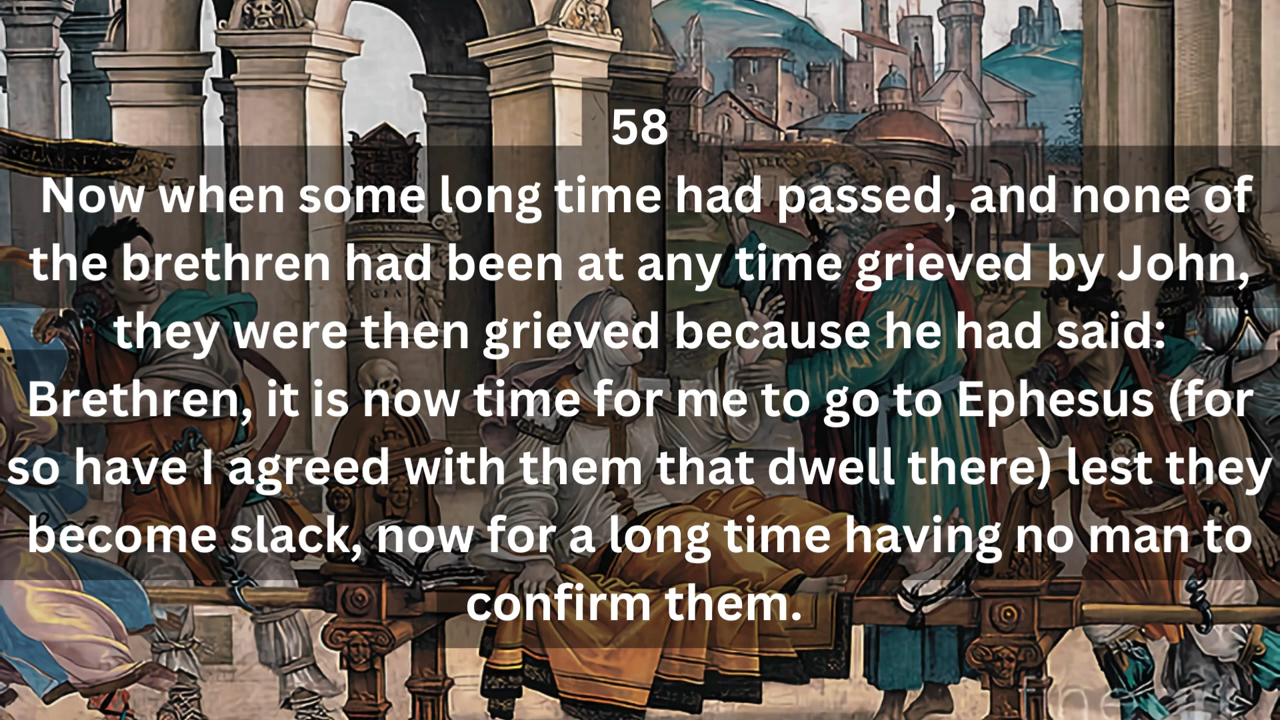 58
Now when some long time had passed, and none of
the brethren had been at any time grieved by John,
they were then grieved because he had said:
Brethren, it is now time for me to go to Ephesus (for
so have I agreed with them that dwell there) lest they
become slack, now for a long time having no man to
confirm them.